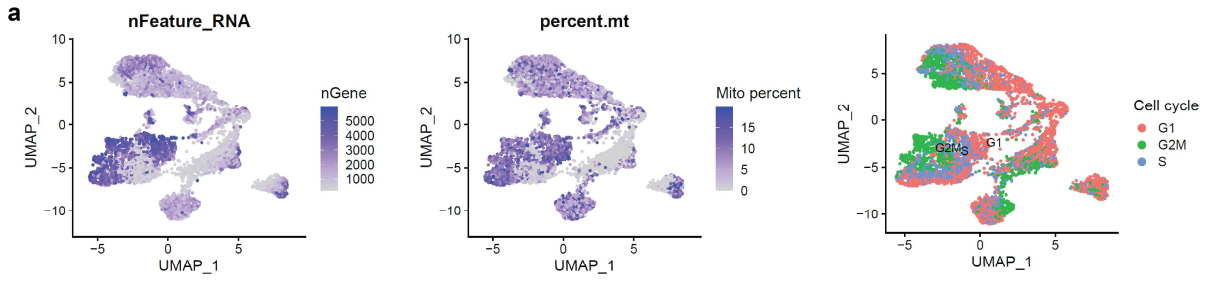 a
nFeature_RNA
10
5
0
−5
−10
UMAP_2
−5
0
5
UMAP_1
nGene
5000
4000
3000
2000
1000
percent.mt
10
5
0
−5
−10
UMAP_2
−5
0
5
UMAP_1
Mito percent
15
10
5
0
5
0
−5
−10
UMAP_2
G2M
S
G1
−5
0
5
UMAP_1
Cell cycle
G1
G2M
S